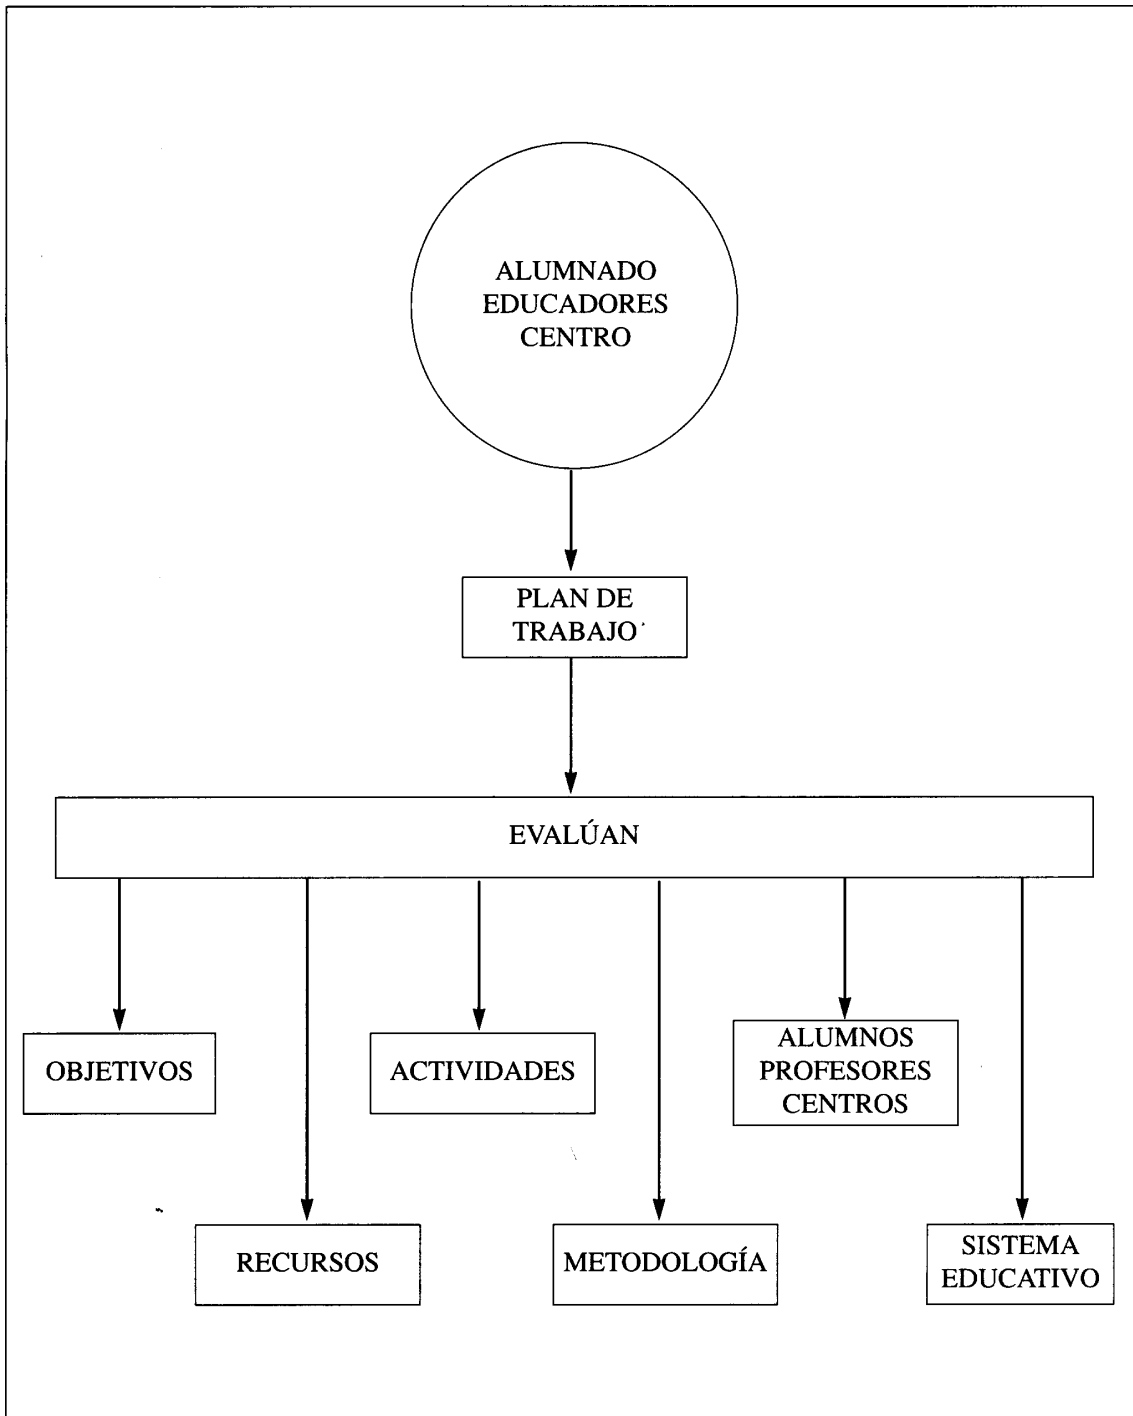 ALUMNADO
EDUCADORES
CENTRO
PLAN DE
TRABAJO
EVALÚAN
OBJETIVOS
ACTIVIDADES
ALUMNOS
PROFESORES
CENTROS
RECURSOS
METODOLOGÍA
SISTEMA
EDUCATIVO